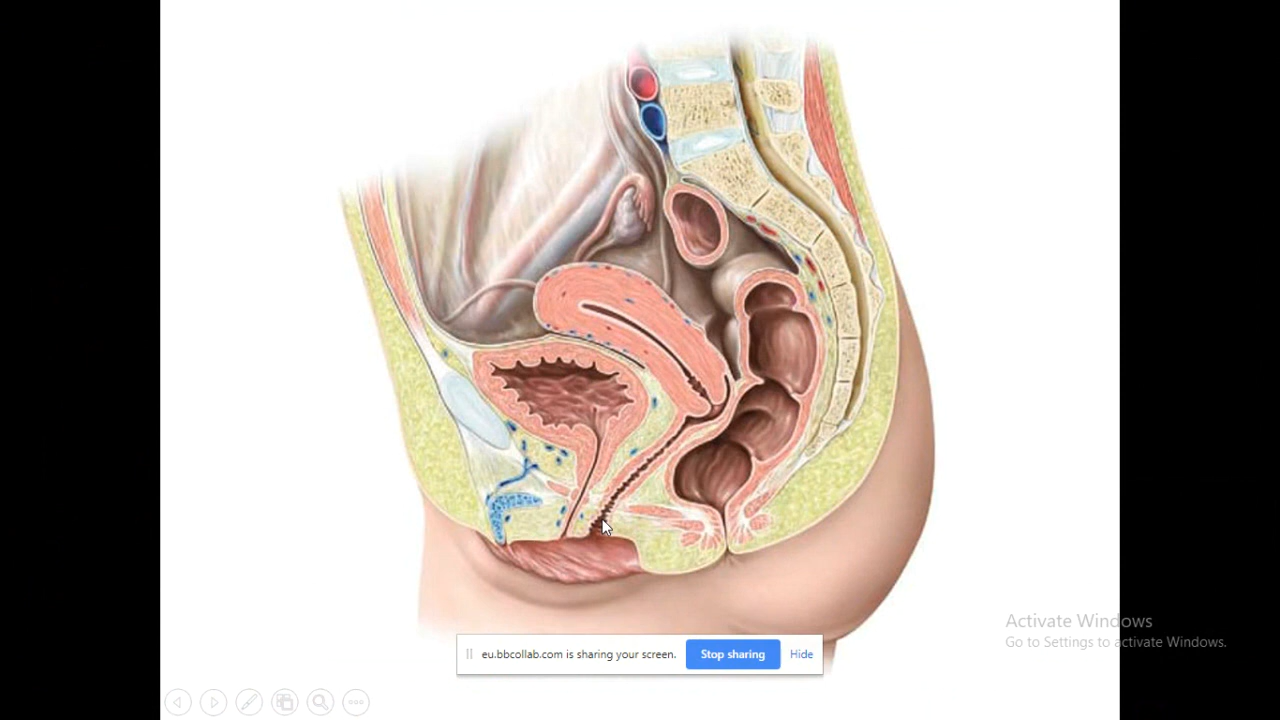 Activate Windows
Go to Settings to activate Windows.
eu.bbcollab.com is sharing your screen.
Stop sharing
Hide